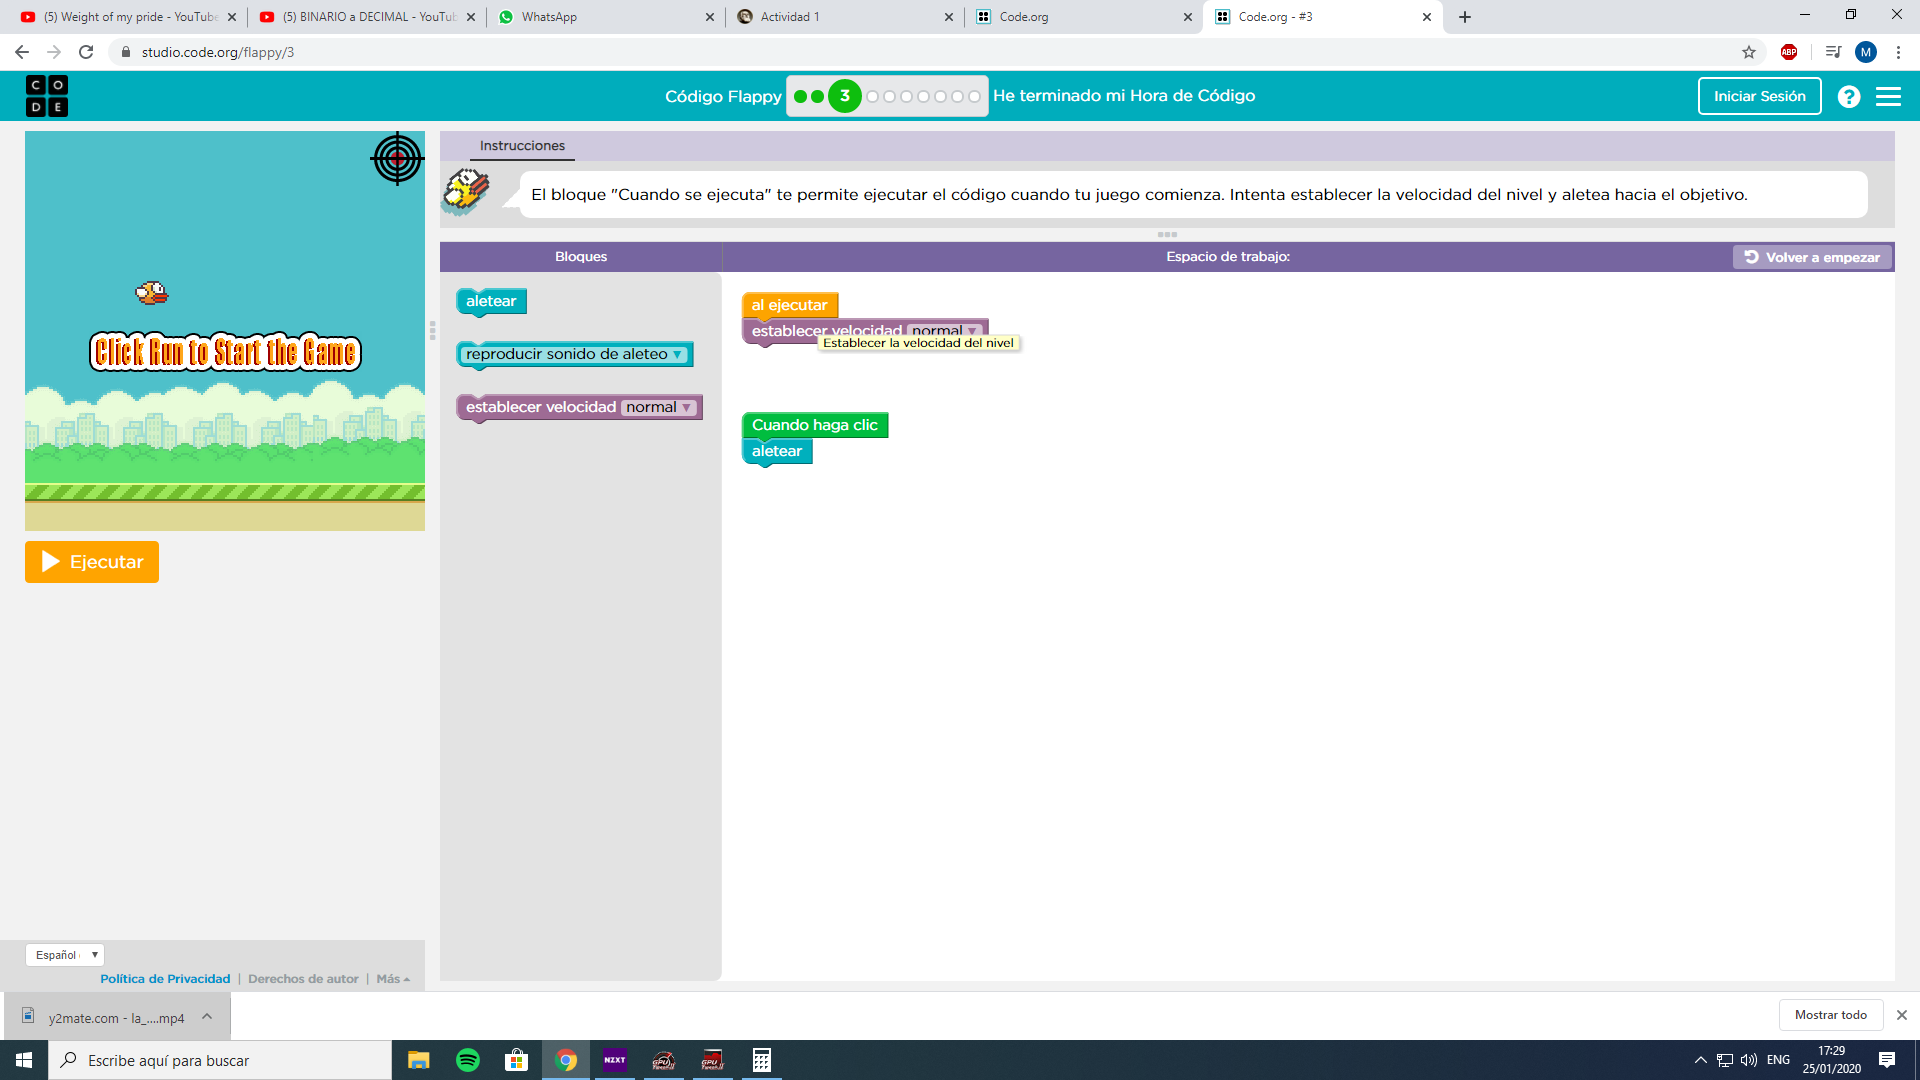 (5) Weight of my pride - YouTube
(5) BINARIO a DECIMAL - YouTub
WhatsApp
Actividad 1
Code.org
Code.org - #3
studio.code.org/flappy/3
ABP
M
C O
D E
Código Flappy
3
He terminado mi Hora de Código
Iniciar Sesión
?
Instrucciones
El bloque "Cuando se ejecuta" te permite ejecutar el código cuando tu juego comienza. Intenta establecer la velocidad del nivel y aletea hacia el objetivo.
Bloques
Espacio de trabajo:
Volver a empezar
aletear
reproducir sonido de aleteo
establecer velocidad normal
al ejecutar
establecer velocidad normal
Establecer la velocidad del nivel
Cuando haga clic
aletear
Click Run to Start the Game
Ejecutar
Español
Política de Privacidad | Derechos de autor | Más
y2mate.com - la_....mp4
Mostrar todo
Escribe aquí para buscar
NZXT
ENG
17:29
25/01/2020